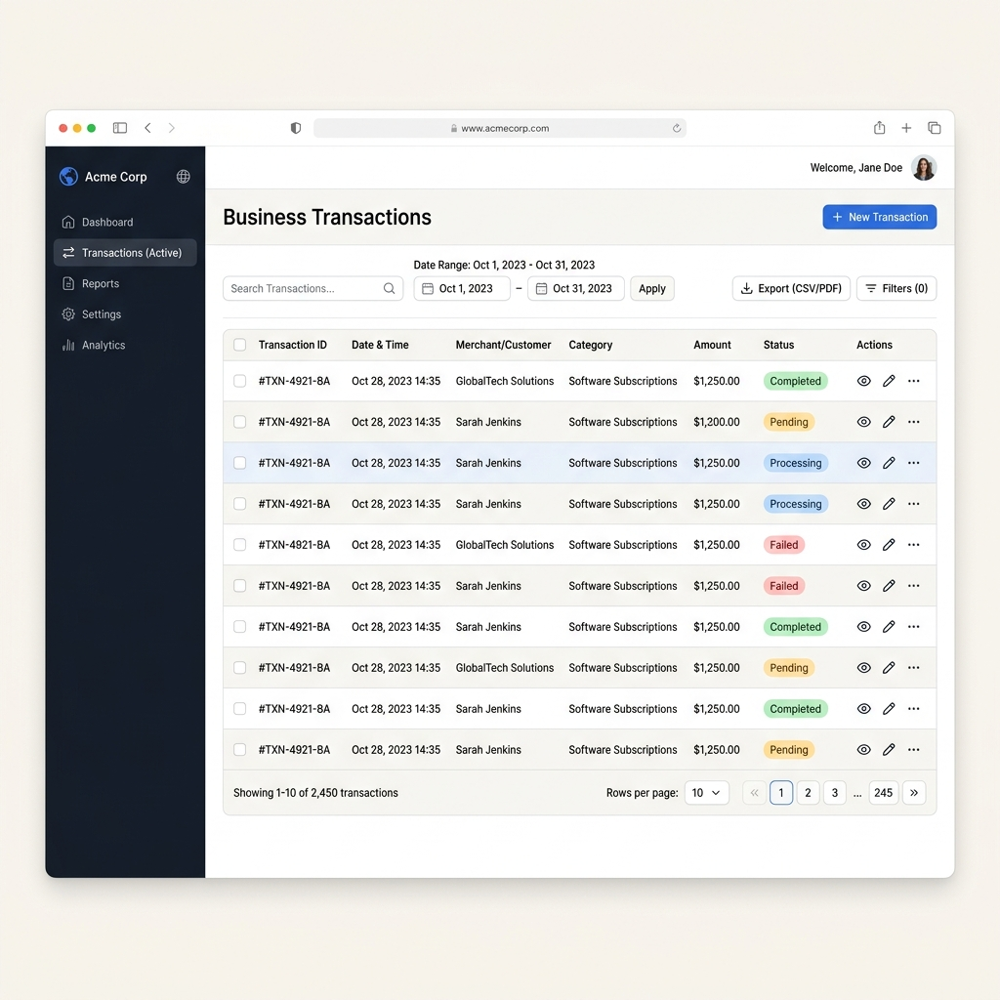 www.acmecorp.com
Acme Corp
Welcome, Jane Doe
Dashboard
Transactions (Active)
Reports
Settings
Analytics
Business Transactions
+ New Transaction
Date Range: Oct 1, 2023 - Oct 31, 2023
Search Transactions... Oct 1, 2023 – Oct 31, 2023 Apply Export (CSV/PDF) Filters (0)
Transaction ID Date & Time Merchant/Customer Category Amount Status Actions
#TXN-4921-BA Oct 28, 2023 14:35 GlobalTech Solutions Software Subscriptions $1,250.00 Completed
#TXN-4921-BA Oct 28, 2023 14:35 Sarah Jenkins Software Subscriptions $1,200.00 Pending
#TXN-4921-BA Oct 28, 2023 14:35 Sarah Jenkins Software Subscriptions $1,250.00 Processing
#TXN-4921-BA Oct 28, 2023 14:35 Sarah Jenkins Software Subscriptions $1,250.00 Processing
#TXN-4921-BA Oct 28, 2023 14:35 GlobalTech Solutions Software Subscriptions $1,250.00 Failed
#TXN-4921-BA Oct 28, 2023 14:35 Sarah Jenkins Software Subscriptions $1,250.00 Failed
#TXN-4921-BA Oct 28, 2023 14:35 Sarah Jenkins Software Subscriptions $1,250.00 Completed
#TXN-4921-BA Oct 28, 2023 14:35 GlobalTech Solutions Software Subscriptions $1,250.00 Pending
#TXN-4921-BA Oct 28, 2023 14:35 Sarah Jenkins Software Subscriptions $1,250.00 Completed
#TXN-4921-BA Oct 28, 2023 14:35 Sarah Jenkins Software Subscriptions $1,250.00 Pending
Showing 1-10 of 2,450 transactions Rows per page: 10 « 1 2 3 ... 245 »